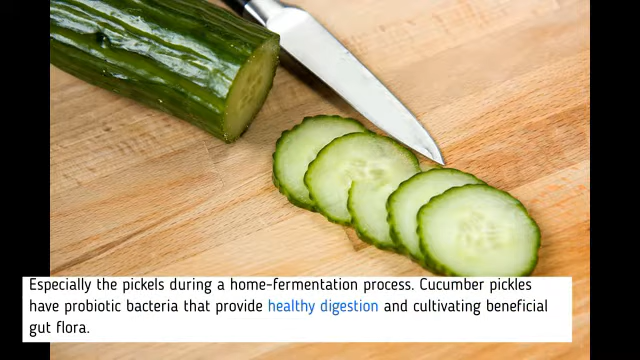 Especially the pickels during a home-fermentation process. Cucumber pickles
have probiotic bacteria that provide healthy digestion and cultivating beneficial
gut flora.